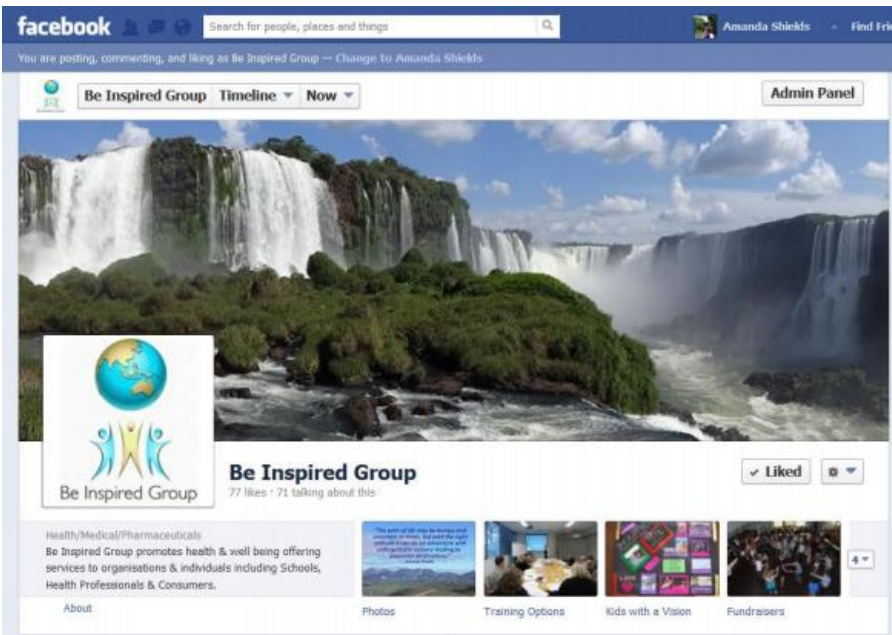 facebook
Search for people, places and things
Amanda Shields
Find Frie
You are posting, commenting, and liking as Be Inspired Group — Change to Amanda Shields
Be Inspired Group Timeline Now
Admin Panel
Be Inspired Group
Be Inspired Group
77 likes · 71 talking about this
Liked
Health/Medical/Pharmaceuticals
Be Inspired Group promotes health & well being offering
services to organisations & individuals including Schools,
Health Professionals & Consumers.
About
4
Photos
Training Options
Kids with a Vision
Fundraisers